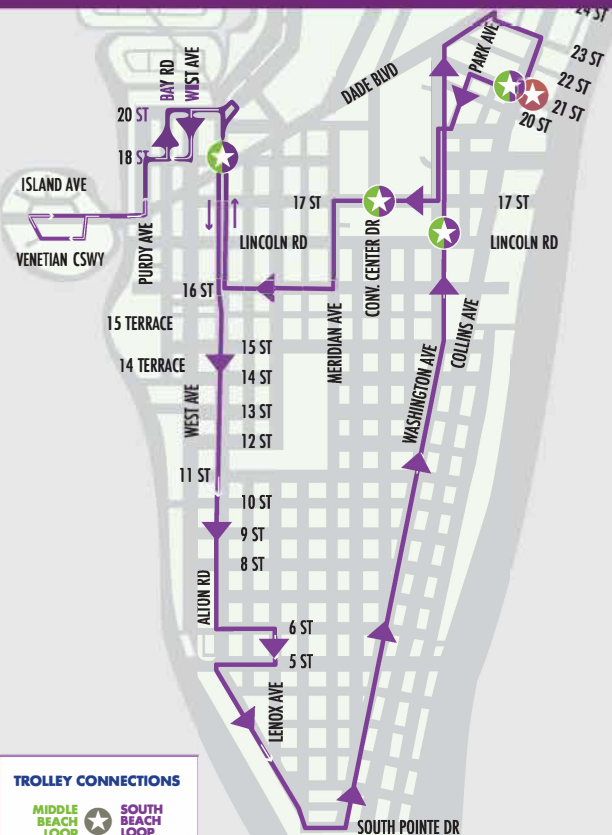 24 ST
PARK AVE
23 ST
BAY RD
WEST AVE
DADE BLVD
22 ST
20 ST
21 ST
20 ST
18 ST
ISLAND AVE
17 ST
17 ST
PURDY AVE
CONV. CENTER DR
LINCOLN RD
LINCOLN RD
VENETIAN CSWY
16 ST
15 TERRACE
MERIDIAN AVE
COLLINS AVE
15 ST
14 TERRACE
14 ST
WASHINGTON AVE
WEST AVE
13 ST
12 ST
11 ST
10 ST
9 ST
8 ST
ALTON RD
6 ST
5 ST
LENOX AVE
TROLLEY CONNECTIONS
MIDDLE
BEACH
LOOP
SOUTH
BEACH
LOOP
SOUTH POINTE DR